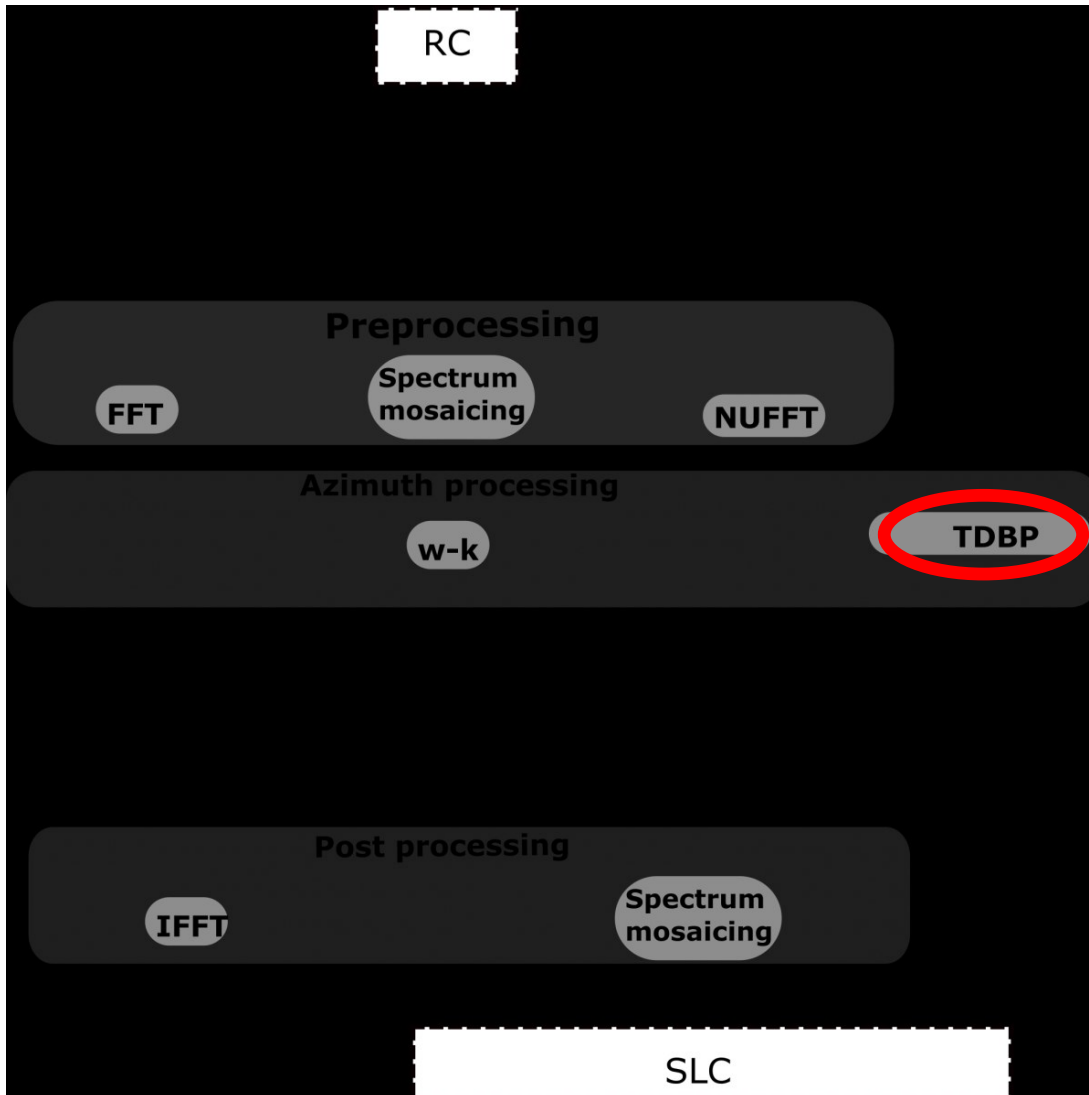 RC
Preprocessing
FFT
Spectrum
mosaicing
NUFFT
Azimuth processing
w-k
TDBP
Post processing
IFFT
Spectrum
mosaicing
SLC